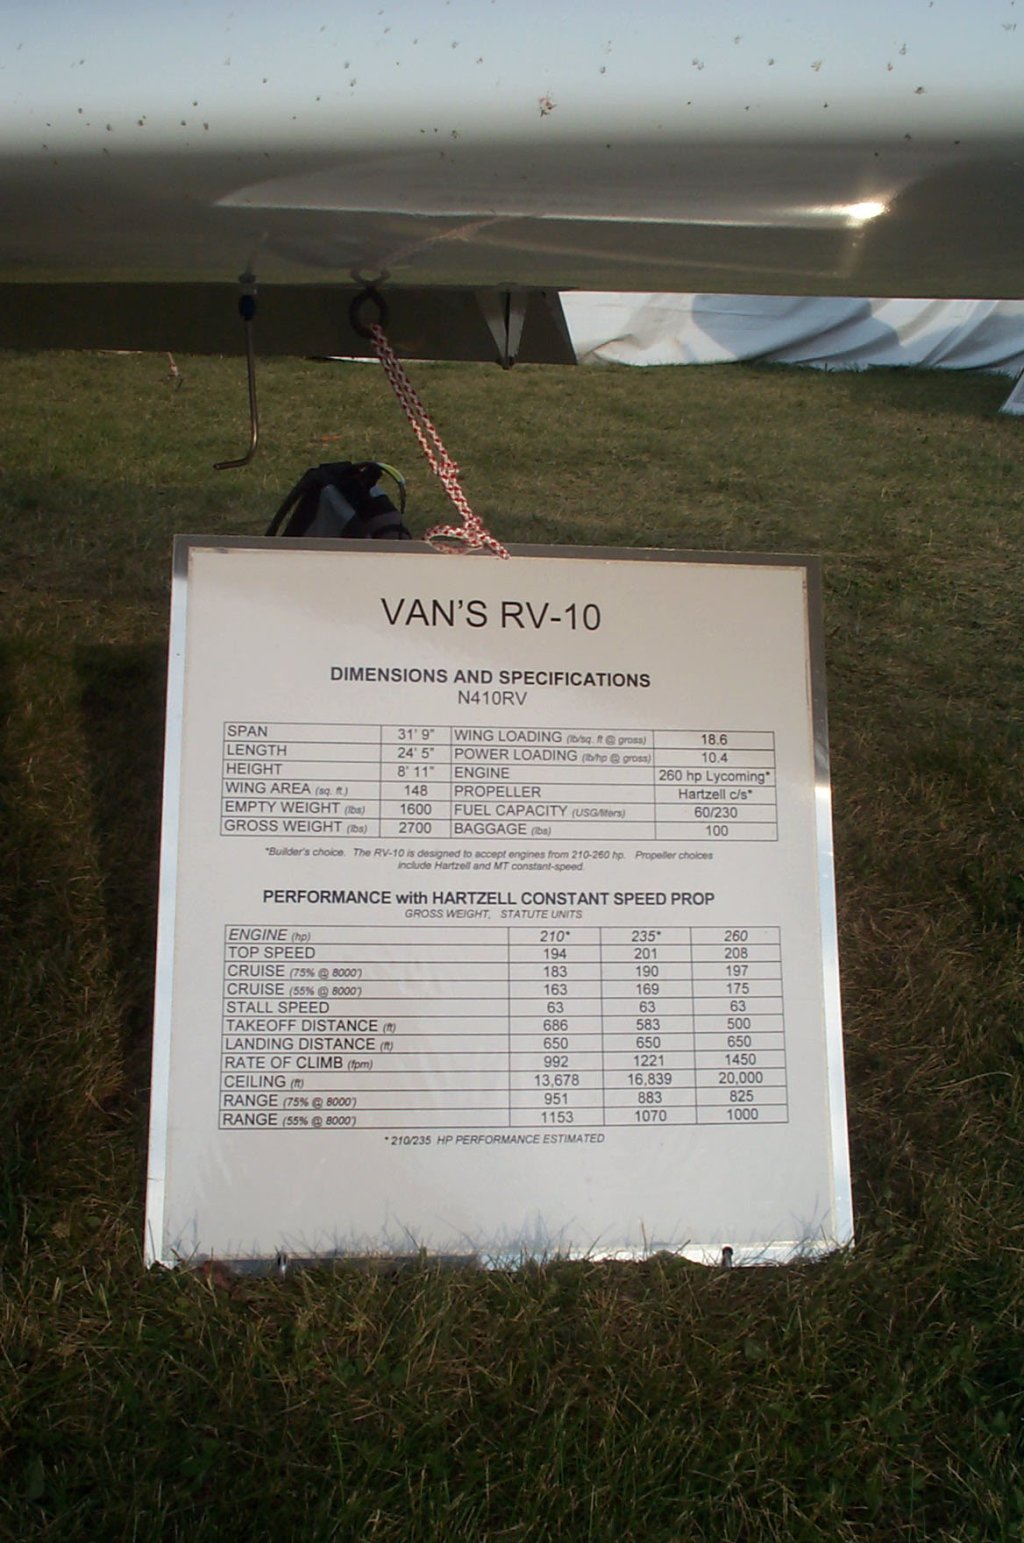 VAN'S RV-10
DIMENSIONS AND SPECIFICATIONS
N410RV
SPAN 31' 9" WING LOADING (lb/sq. ft @ gross) 18.6
LENGTH 24' 5" POWER LOADING (lb/hp @ gross) 10.4
HEIGHT 8' 11" ENGINE 260 hp Lycoming*
WING AREA (sq. ft.) 148 PROPELLER Hartzell c/s*
EMPTY WEIGHT (lbs) 1600 FUEL CAPACITY (USG/liters) 60/230
GROSS WEIGHT (lbs) 2700 BAGGAGE (lbs) 100
*Builder's choice. The RV-10 is designed to accept engines from 210-260 hp. Propeller choices
include Hartzell and MT constant-speed.
PERFORMANCE with HARTZELL CONSTANT SPEED PROP
GROSS WEIGHT, STATUTE UNITS
ENGINE (hp) 210* 235* 260
TOP SPEED 194 201 208
CRUISE (75% @ 8000') 183 190 197
CRUISE (55% @ 8000') 163 169 175
STALL SPEED 63 63 63
TAKEOFF DISTANCE (ft) 686 583 500
LANDING DISTANCE (ft) 650 650 650
RATE OF CLIMB (fpm) 992 1221 1450
CEILING (ft) 13,678 16,839 20,000
RANGE (75% @ 8000') 951 883 825
RANGE (55% @ 8000') 1153 1070 1000
* 210/235 HP PERFORMANCE ESTIMATED